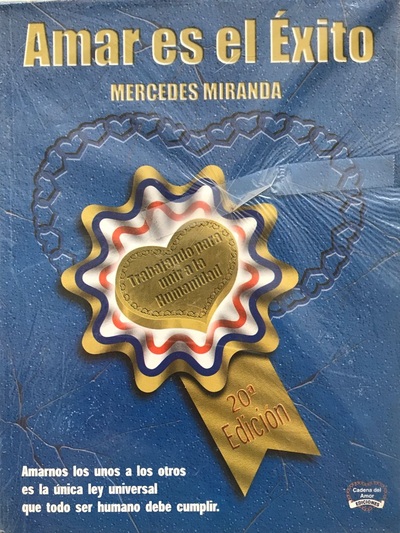 Amar es el Éxito
MERCEDES MIRANDA
Trabajando para
unir a la
Humanidad
20ª
Edición
Amarnos los unos a los otros
es la única ley universal
que todo ser humano debe cumplir.
Cadena del
Amor
EDICIONES